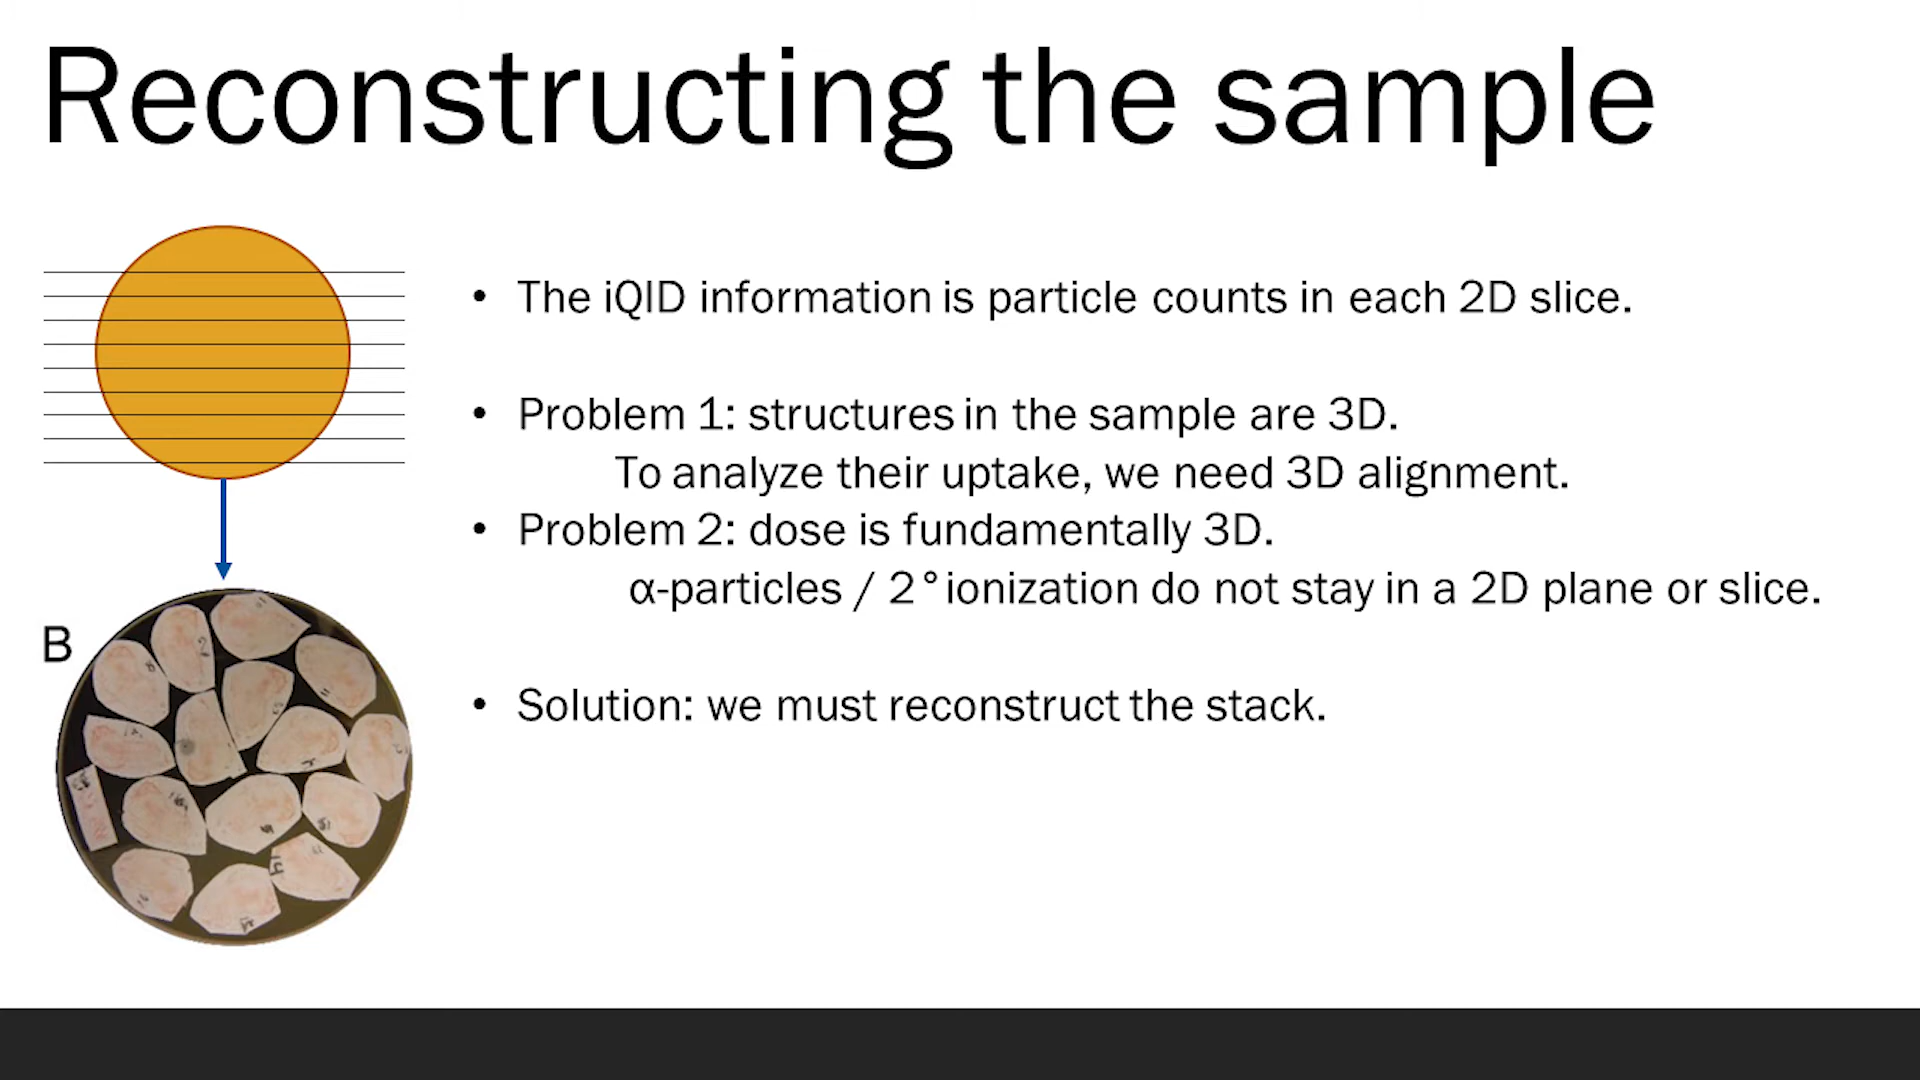 Reconstructing the sample
• The iQID information is particle counts in each 2D slice.
• Problem 1: structures in the sample are 3D.
To analyze their uptake, we need 3D alignment.
• Problem 2: dose is fundamentally 3D.
α-particles / 2° ionization do not stay in a 2D plane or slice.
• Solution: we must reconstruct the stack.
B